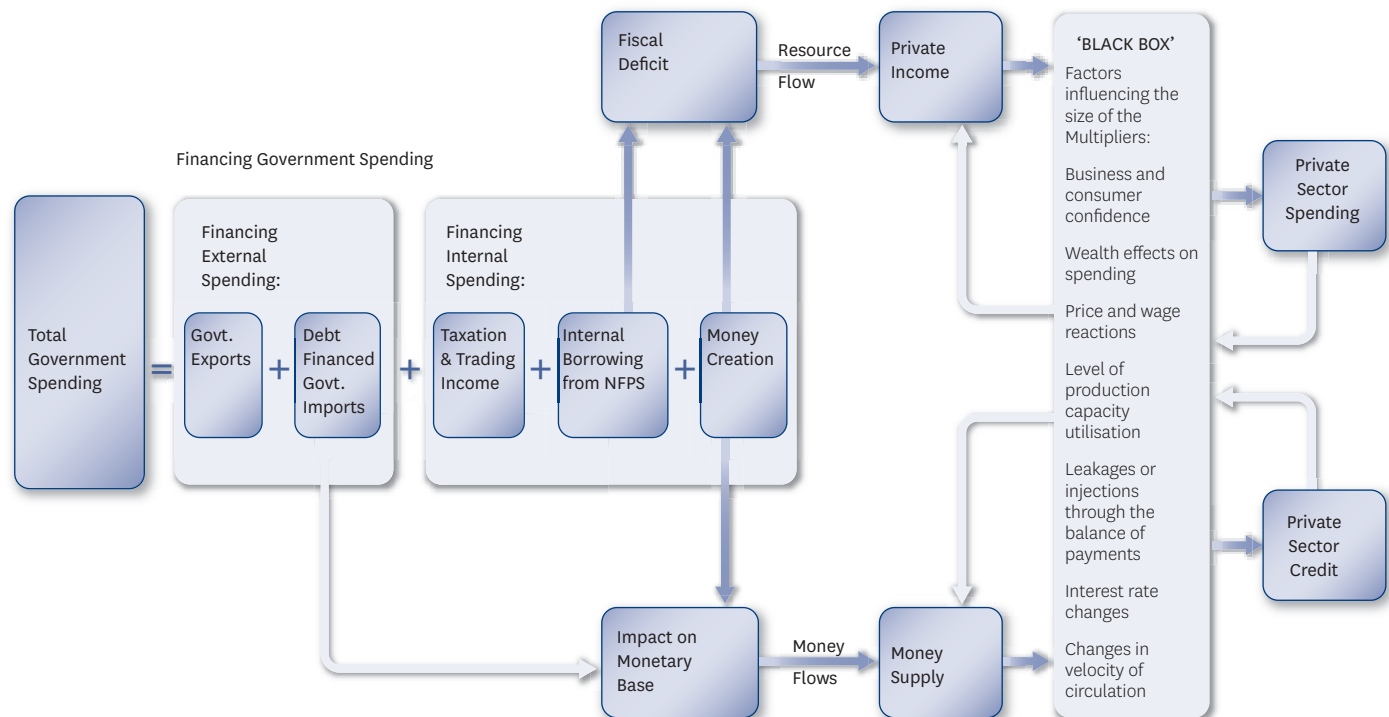 Fiscal
Deficit
Resource
Flow
Private
Income
‘BLACK BOX’
Factors
influencing the
size of the
Multipliers:
Business and
consumer
confidence
Wealth effects on
spending
Price and wage
reactions
Level of
production
capacity
utilisation
Leakages or
injections
through the
balance of
payments
Interest rate
changes
Changes in
velocity of
circulation
Private
Sector
Spending
Private
Sector
Credit
Financing Government Spending
Total
Government
Spending
=
Financing
External
Spending:
Govt.
Exports
+
Debt
Financed
Govt.
Imports
+
Financing
Internal
Spending:
Taxation
& Trading
Income
+
Internal
Borrowing
from NFPS
+
Money
Creation
Impact on
Monetary
Base
Money
Flows
Money
Supply